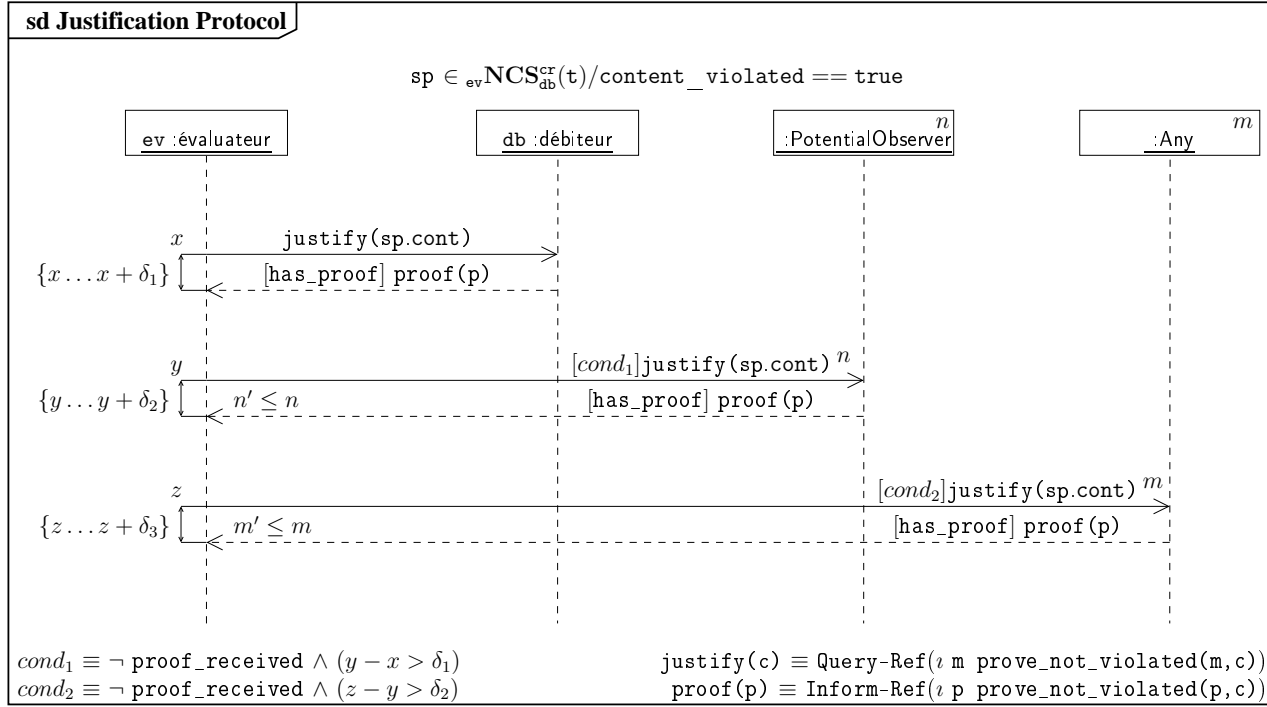 sd Justification Protocol
sp ∈ ₑᵥNCS_db^cr(t)/content_violated == true
ev :évaluateur
db :débiteur
n
:PotentialObserver
m
:Any
x
justify(sp.cont)
{x…x + δ₁}
[has_proof] proof(p)
y
[cond₁]justify(sp.cont) n
{y…y + δ₂}
n′ ≤ n
[has_proof] proof(p)
z
[cond₂]justify(sp.cont) m
{z…z + δ₃}
m′ ≤ m
[has_proof] proof(p)
cond₁ ≡ ¬ proof_received ∧ (y − x > δ₁)
justify(c) ≡ Query-Ref(ı m prove_not_violated(m,c))
cond₂ ≡ ¬ proof_received ∧ (z − y > δ₂)
proof(p) ≡ Inform-Ref(ı p prove_not_violated(p,c))